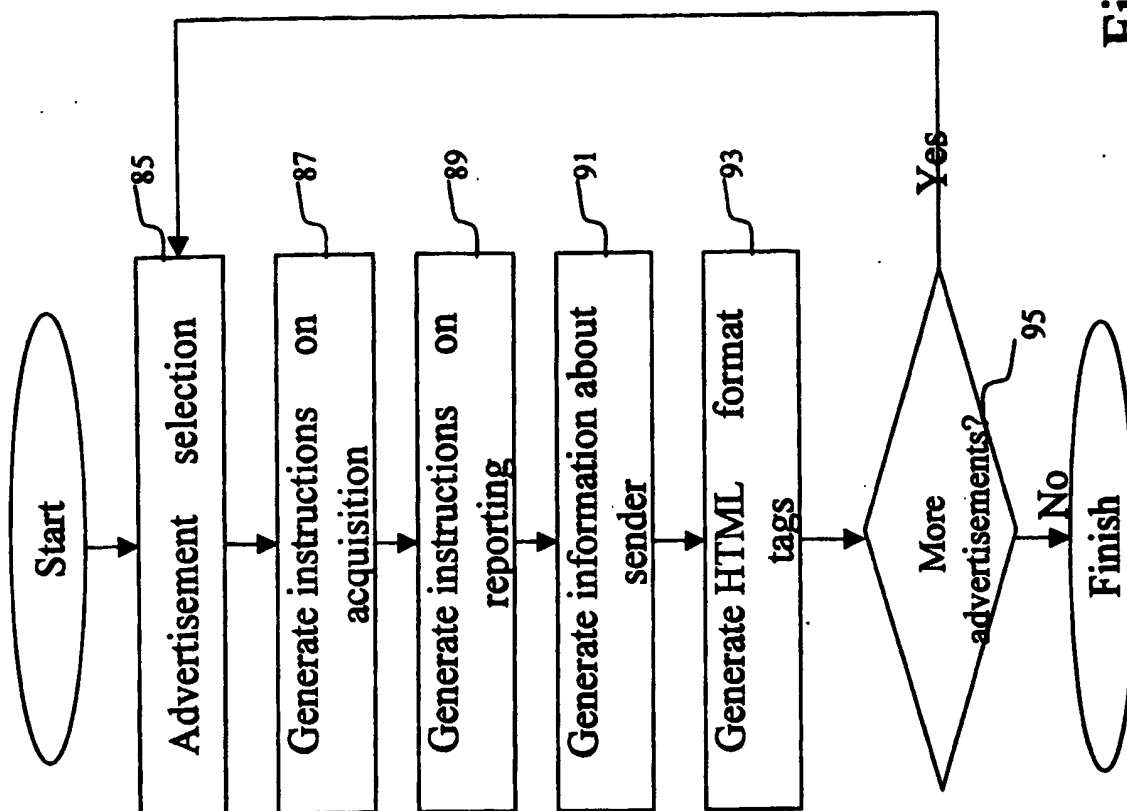 Start
Advertisement selection
85
Generate instructions on
acquisition
87
Generate instructions on
reporting
89
Generate information about
sender
91
Generate HTML format
tags
93
More
advertisements?
95
Yes
No
Finish